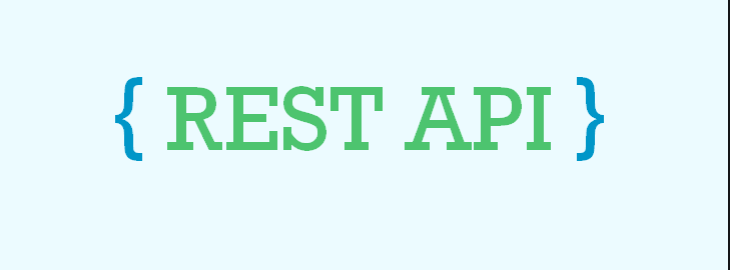 { REST API }